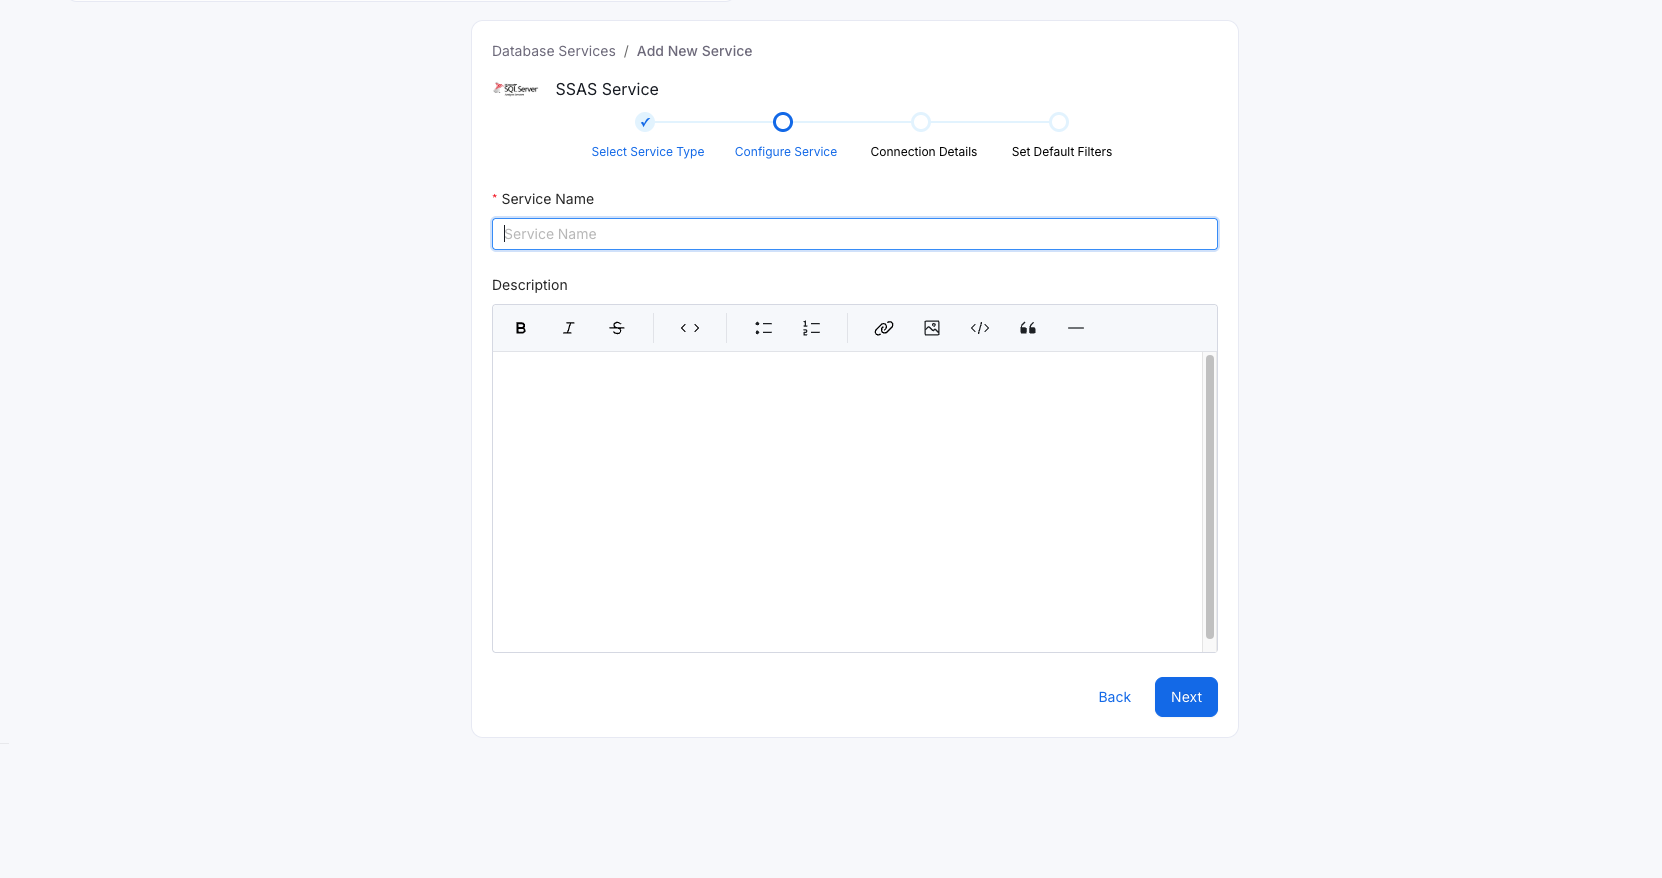 Database Services / Add New Service
SQL Server
SSAS Service
✓
Select Service Type
Configure Service
Connection Details
Set Default Filters
* Service Name
Service Name
Description
Back
Next